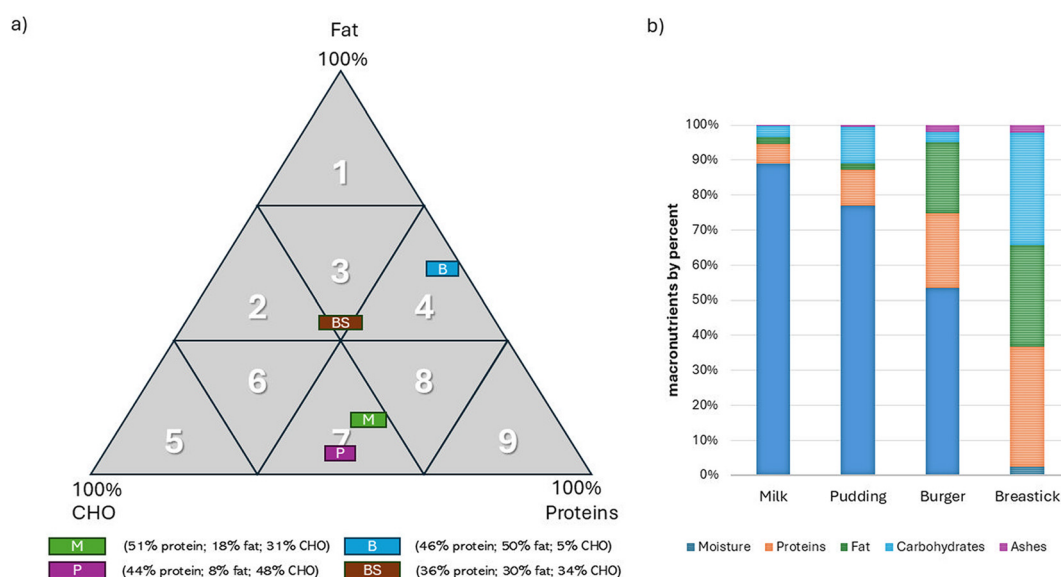 a)
Fat
100%
1
2
3
4
B
BS
5
6
7
8
9
M
P
100%
CHO
100%
Proteins
M (51% protein; 18% fat; 31% CHO)
B (46% protein; 50% fat; 5% CHO)
P (44% protein; 8% fat; 48% CHO)
BS (36% protein; 30% fat; 34% CHO)
b)
macronutrients by percent
100%
90%
80%
70%
60%
50%
40%
30%
20%
10%
0%
Milk Pudding Burger Breastick
Moisture Proteins Fat Carbohydrates Ashes